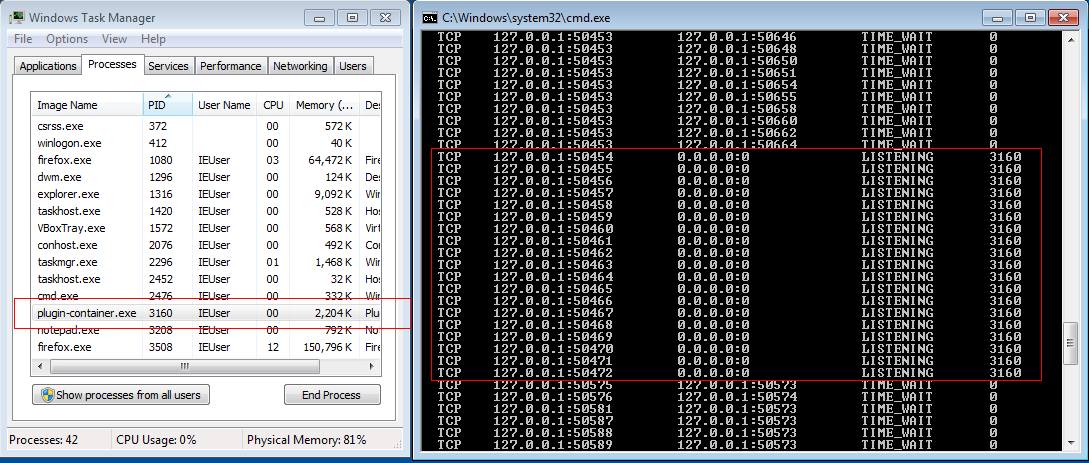 Windows Task Manager
File Options View Help
Applications Processes Services Performance Networking Users
Image Name PID User Name CPU Memory (... Des
csrss.exe 372 00 572 K
winlogon.exe 412 00 40 K
firefox.exe 1080 IEUser 03 64,472 K Fire
dwm.exe 1296 IEUser 00 124 K Des
explorer.exe 1316 IEUser 00 9,092 K Win
taskhost.exe 1420 IEUser 00 528 K Hos
VBoxTray.exe 1572 IEUser 00 568 K Virt
conhost.exe 2076 IEUser 00 492 K Con
taskmgr.exe 2296 IEUser 01 1,468 K Win
taskhost.exe 2452 IEUser 00 32 K Hos
cmd.exe 2476 IEUser 00 332 K Win
plugin-container.exe 3160 IEUser 00 2,204 K Plu
notepad.exe 3208 IEUser 00 792 K Not
firefox.exe 3508 IEUser 12 150,796 K Fire
Show processes from all users End Process
Processes: 42 CPU Usage: 0% Physical Memory: 81%
C:\Windows\system32\cmd.exe
TCP 127.0.0.1:50453 127.0.0.1:50646 TIME_WAIT 0
TCP 127.0.0.1:50453 127.0.0.1:50648 TIME_WAIT 0
TCP 127.0.0.1:50453 127.0.0.1:50650 TIME_WAIT 0
TCP 127.0.0.1:50453 127.0.0.1:50651 TIME_WAIT 0
TCP 127.0.0.1:50453 127.0.0.1:50654 TIME_WAIT 0
TCP 127.0.0.1:50453 127.0.0.1:50655 TIME_WAIT 0
TCP 127.0.0.1:50453 127.0.0.1:50658 TIME_WAIT 0
TCP 127.0.0.1:50453 127.0.0.1:50660 TIME_WAIT 0
TCP 127.0.0.1:50453 127.0.0.1:50662 TIME_WAIT 0
TCP 127.0.0.1:50453 127.0.0.1:50664 TIME_WAIT 0
TCP 127.0.0.1:50454 0.0.0.0:0 LISTENING 3160
TCP 127.0.0.1:50455 0.0.0.0:0 LISTENING 3160
TCP 127.0.0.1:50456 0.0.0.0:0 LISTENING 3160
TCP 127.0.0.1:50457 0.0.0.0:0 LISTENING 3160
TCP 127.0.0.1:50458 0.0.0.0:0 LISTENING 3160
TCP 127.0.0.1:50459 0.0.0.0:0 LISTENING 3160
TCP 127.0.0.1:50460 0.0.0.0:0 LISTENING 3160
TCP 127.0.0.1:50461 0.0.0.0:0 LISTENING 3160
TCP 127.0.0.1:50462 0.0.0.0:0 LISTENING 3160
TCP 127.0.0.1:50463 0.0.0.0:0 LISTENING 3160
TCP 127.0.0.1:50464 0.0.0.0:0 LISTENING 3160
TCP 127.0.0.1:50465 0.0.0.0:0 LISTENING 3160
TCP 127.0.0.1:50466 0.0.0.0:0 LISTENING 3160
TCP 127.0.0.1:50467 0.0.0.0:0 LISTENING 3160
TCP 127.0.0.1:50468 0.0.0.0:0 LISTENING 3160
TCP 127.0.0.1:50469 0.0.0.0:0 LISTENING 3160
TCP 127.0.0.1:50470 0.0.0.0:0 LISTENING 3160
TCP 127.0.0.1:50471 0.0.0.0:0 LISTENING 3160
TCP 127.0.0.1:50472 0.0.0.0:0 LISTENING 3160
TCP 127.0.0.1:50575 127.0.0.1:50573 TIME_WAIT 0
TCP 127.0.0.1:50576 127.0.0.1:50574 TIME_WAIT 0
TCP 127.0.0.1:50581 127.0.0.1:50573 TIME_WAIT 0
TCP 127.0.0.1:50587 127.0.0.1:50573 TIME_WAIT 0
TCP 127.0.0.1:50588 127.0.0.1:50573 TIME_WAIT 0
TCP 127.0.0.1:50589 127.0.0.1:50573 TIME_WAIT 0